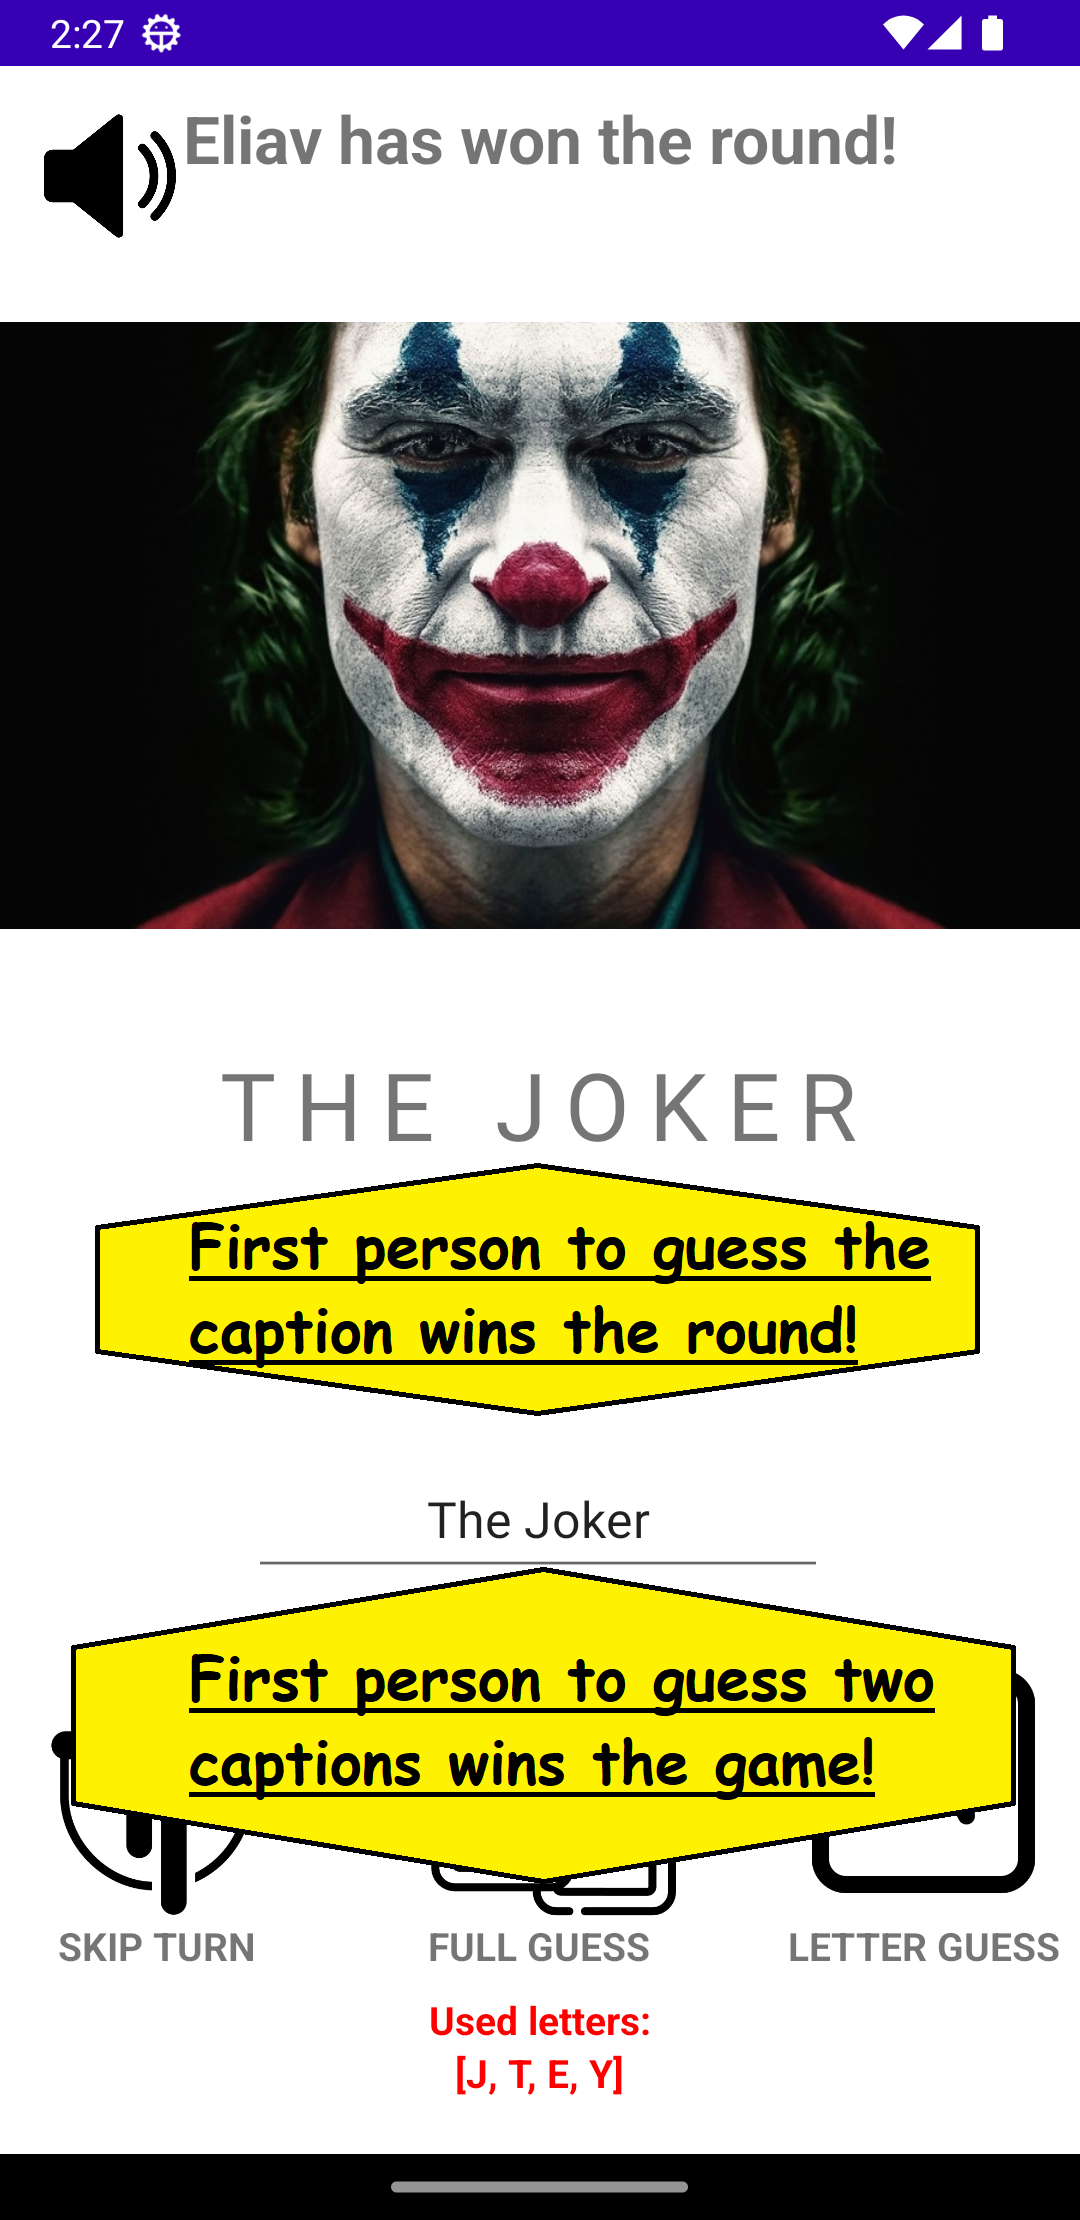 2:27
Eliav has won the round!
THE JOKER
First person to guess the
caption wins the round!
The Joker
First person to guess two
captions wins the game!
SKIP TURN
FULL GUESS
LETTER GUESS
Used letters:
[J, T, E, Y]